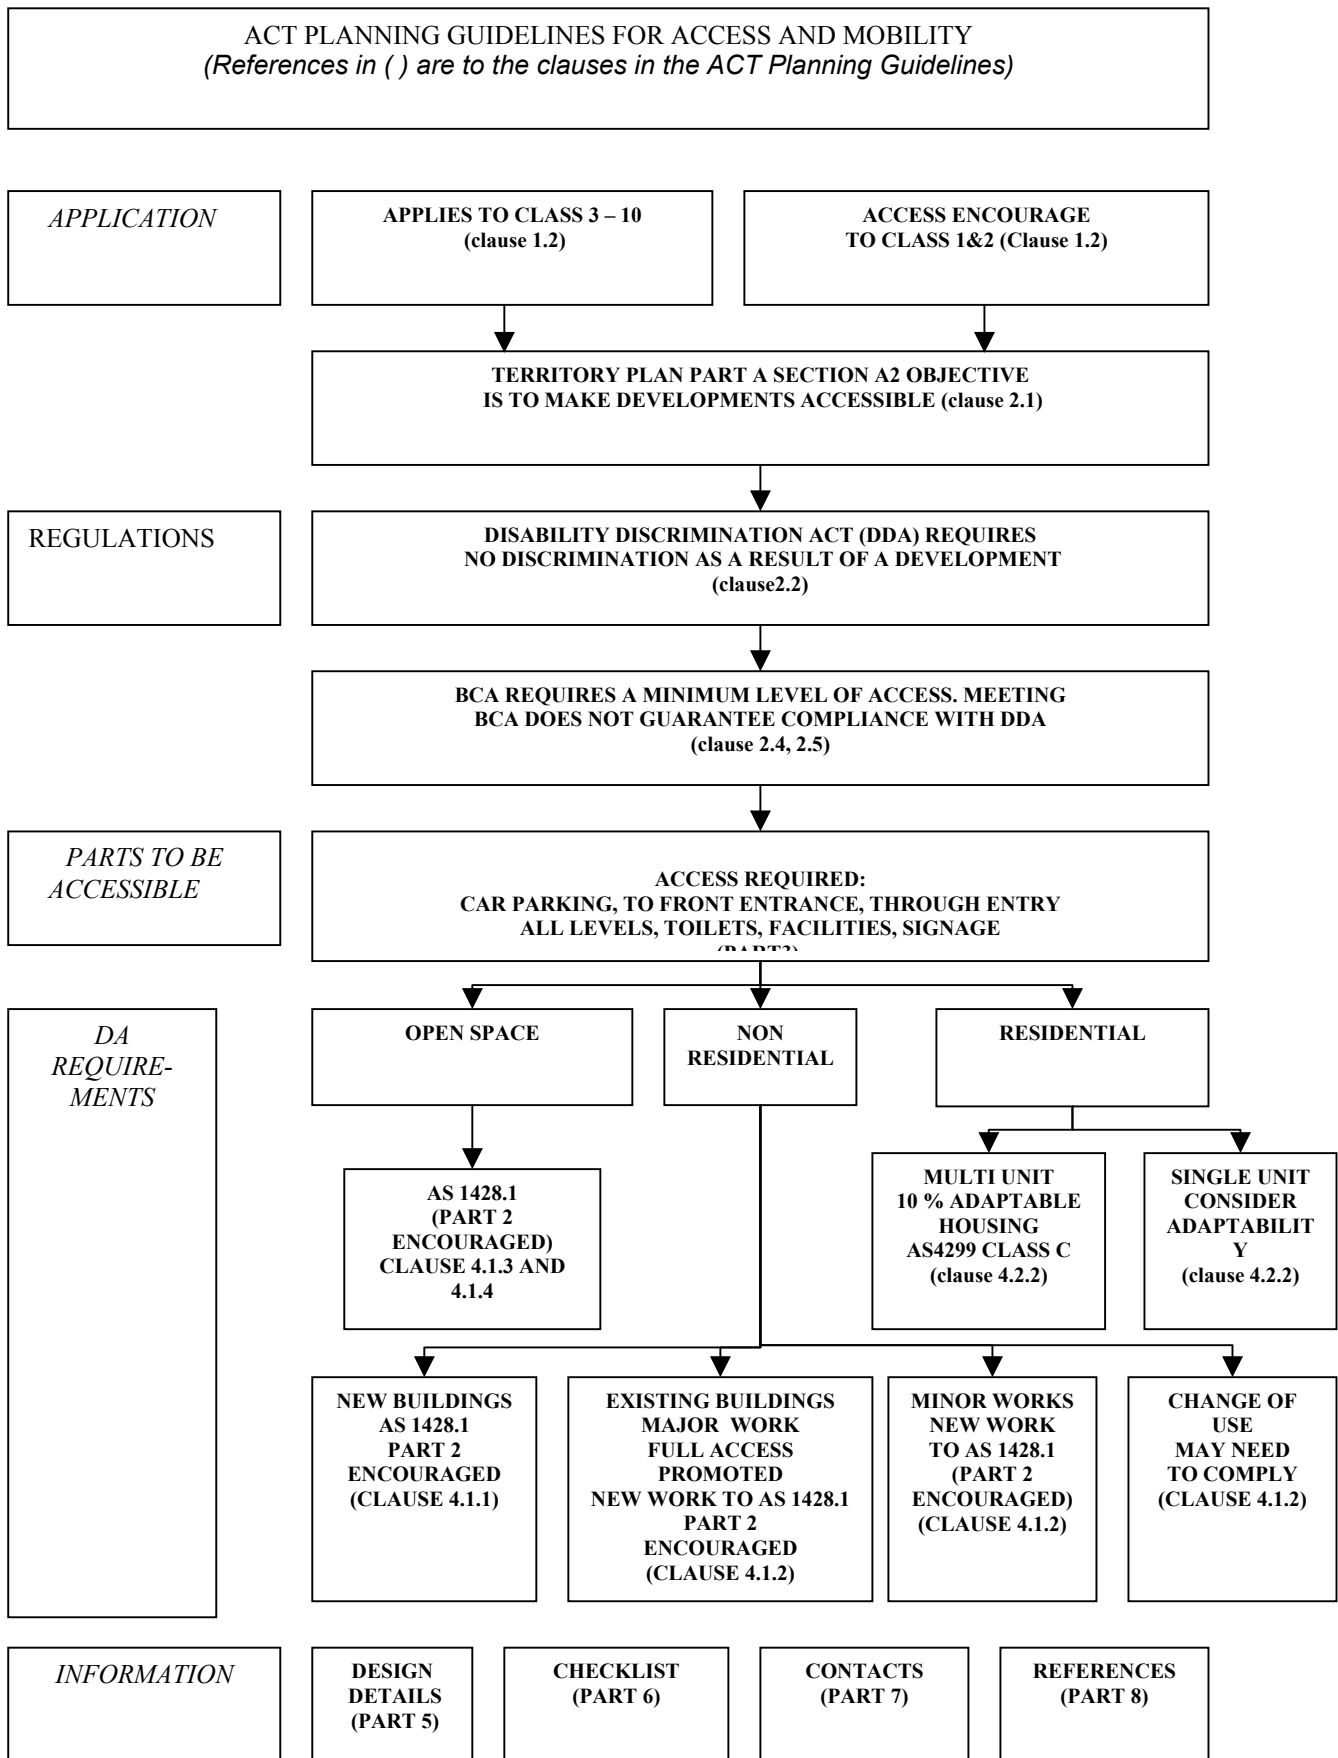 ACT PLANNING GUIDELINES FOR ACCESS AND MOBILITY
(References in ( ) are to the clauses in the ACT Planning Guidelines)
APPLICATION
APPLIES TO CLASS 3 – 10
(clause 1.2)
ACCESS ENCOURAGE
TO CLASS 1&2 (Clause 1.2)
TERRITORY PLAN PART A SECTION A2 OBJECTIVE
IS TO MAKE DEVELOPMENTS ACCESSIBLE (clause 2.1)
REGULATIONS
DISABILITY DISCRIMINATION ACT (DDA) REQUIRES
NO DISCRIMINATION AS A RESULT OF A DEVELOPMENT
(clause2.2)
BCA REQUIRES A MINIMUM LEVEL OF ACCESS. MEETING
BCA DOES NOT GUARANTEE COMPLIANCE WITH DDA
(clause 2.4, 2.5)
PARTS TO BE
ACCESSIBLE
ACCESS REQUIRED:
CAR PARKING, TO FRONT ENTRANCE, THROUGH ENTRY
ALL LEVELS, TOILETS, FACILITIES, SIGNAGE
(PART3)
DA
REQUIRE-
MENTS
OPEN SPACE
NON
RESIDENTIAL
RESIDENTIAL
AS 1428.1
(PART 2
ENCOURAGED)
CLAUSE 4.1.3 AND
4.1.4
MULTI UNIT
10 % ADAPTABLE
HOUSING
AS4299 CLASS C
(clause 4.2.2)
SINGLE UNIT
CONSIDER
ADAPTABILIT
Y
(clause 4.2.2)
NEW BUILDINGS
AS 1428.1
PART 2
ENCOURAGED
(CLAUSE 4.1.1)
EXISTING BUILDINGS
MAJOR WORK
FULL ACCESS
PROMOTED
NEW WORK TO AS 1428.1
PART 2
ENCOURAGED
(CLAUSE 4.1.2)
MINOR WORKS
NEW WORK
TO AS 1428.1
(PART 2
ENCOURAGED)
(CLAUSE 4.1.2)
CHANGE OF
USE
MAY NEED
TO COMPLY
(CLAUSE 4.1.2)
INFORMATION
DESIGN
DETAILS
(PART 5)
CHECKLIST
(PART 6)
CONTACTS
(PART 7)
REFERENCES
(PART 8)